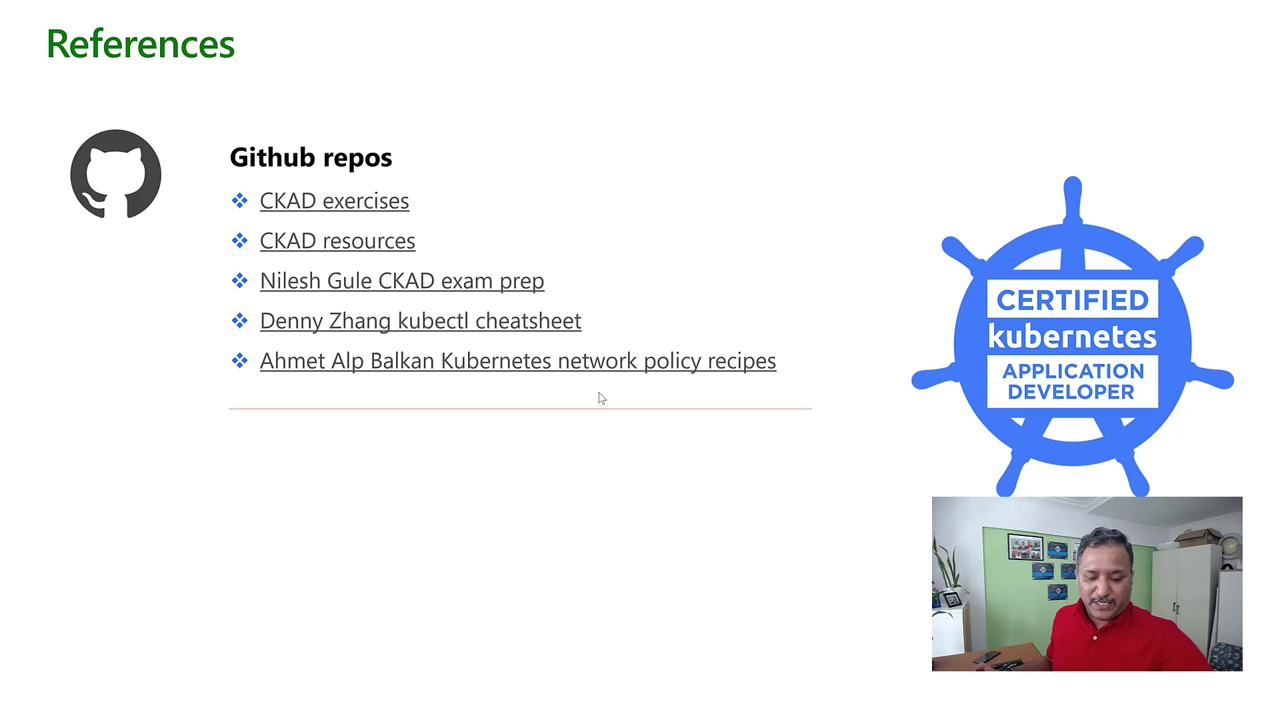 References
Github repos
CKAD exercises
CKAD resources
Nilesh Gule CKAD exam prep
Denny Zhang kubectl cheatsheet
Ahmet Alp Balkan Kubernetes network policy recipes
CERTIFIED
kubernetes
APPLICATION
DEVELOPER